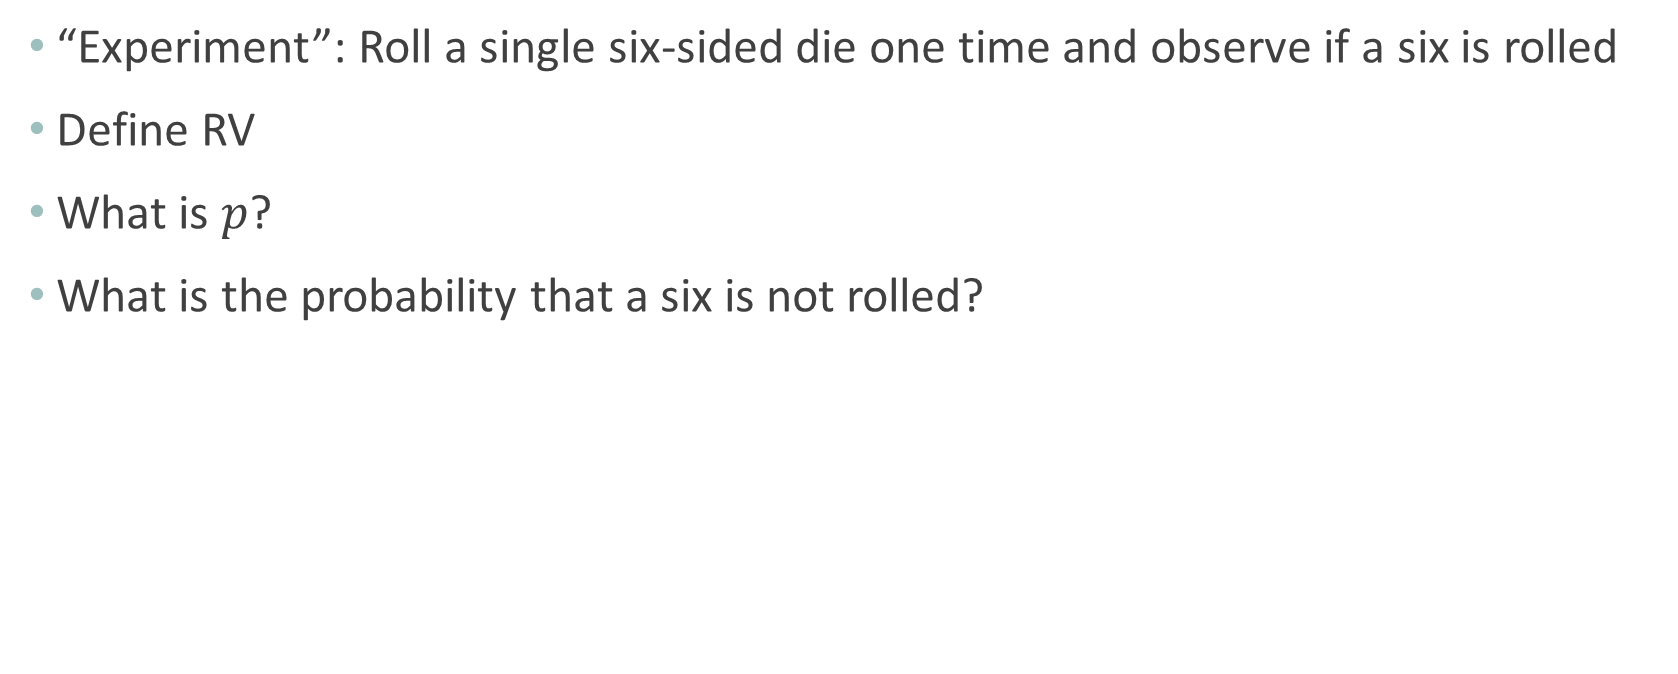 • “Experiment”: Roll a single six-sided die one time and observe if a six is rolled
• Define RV
• What is 𝑝?
• What is the probability that a six is not rolled?